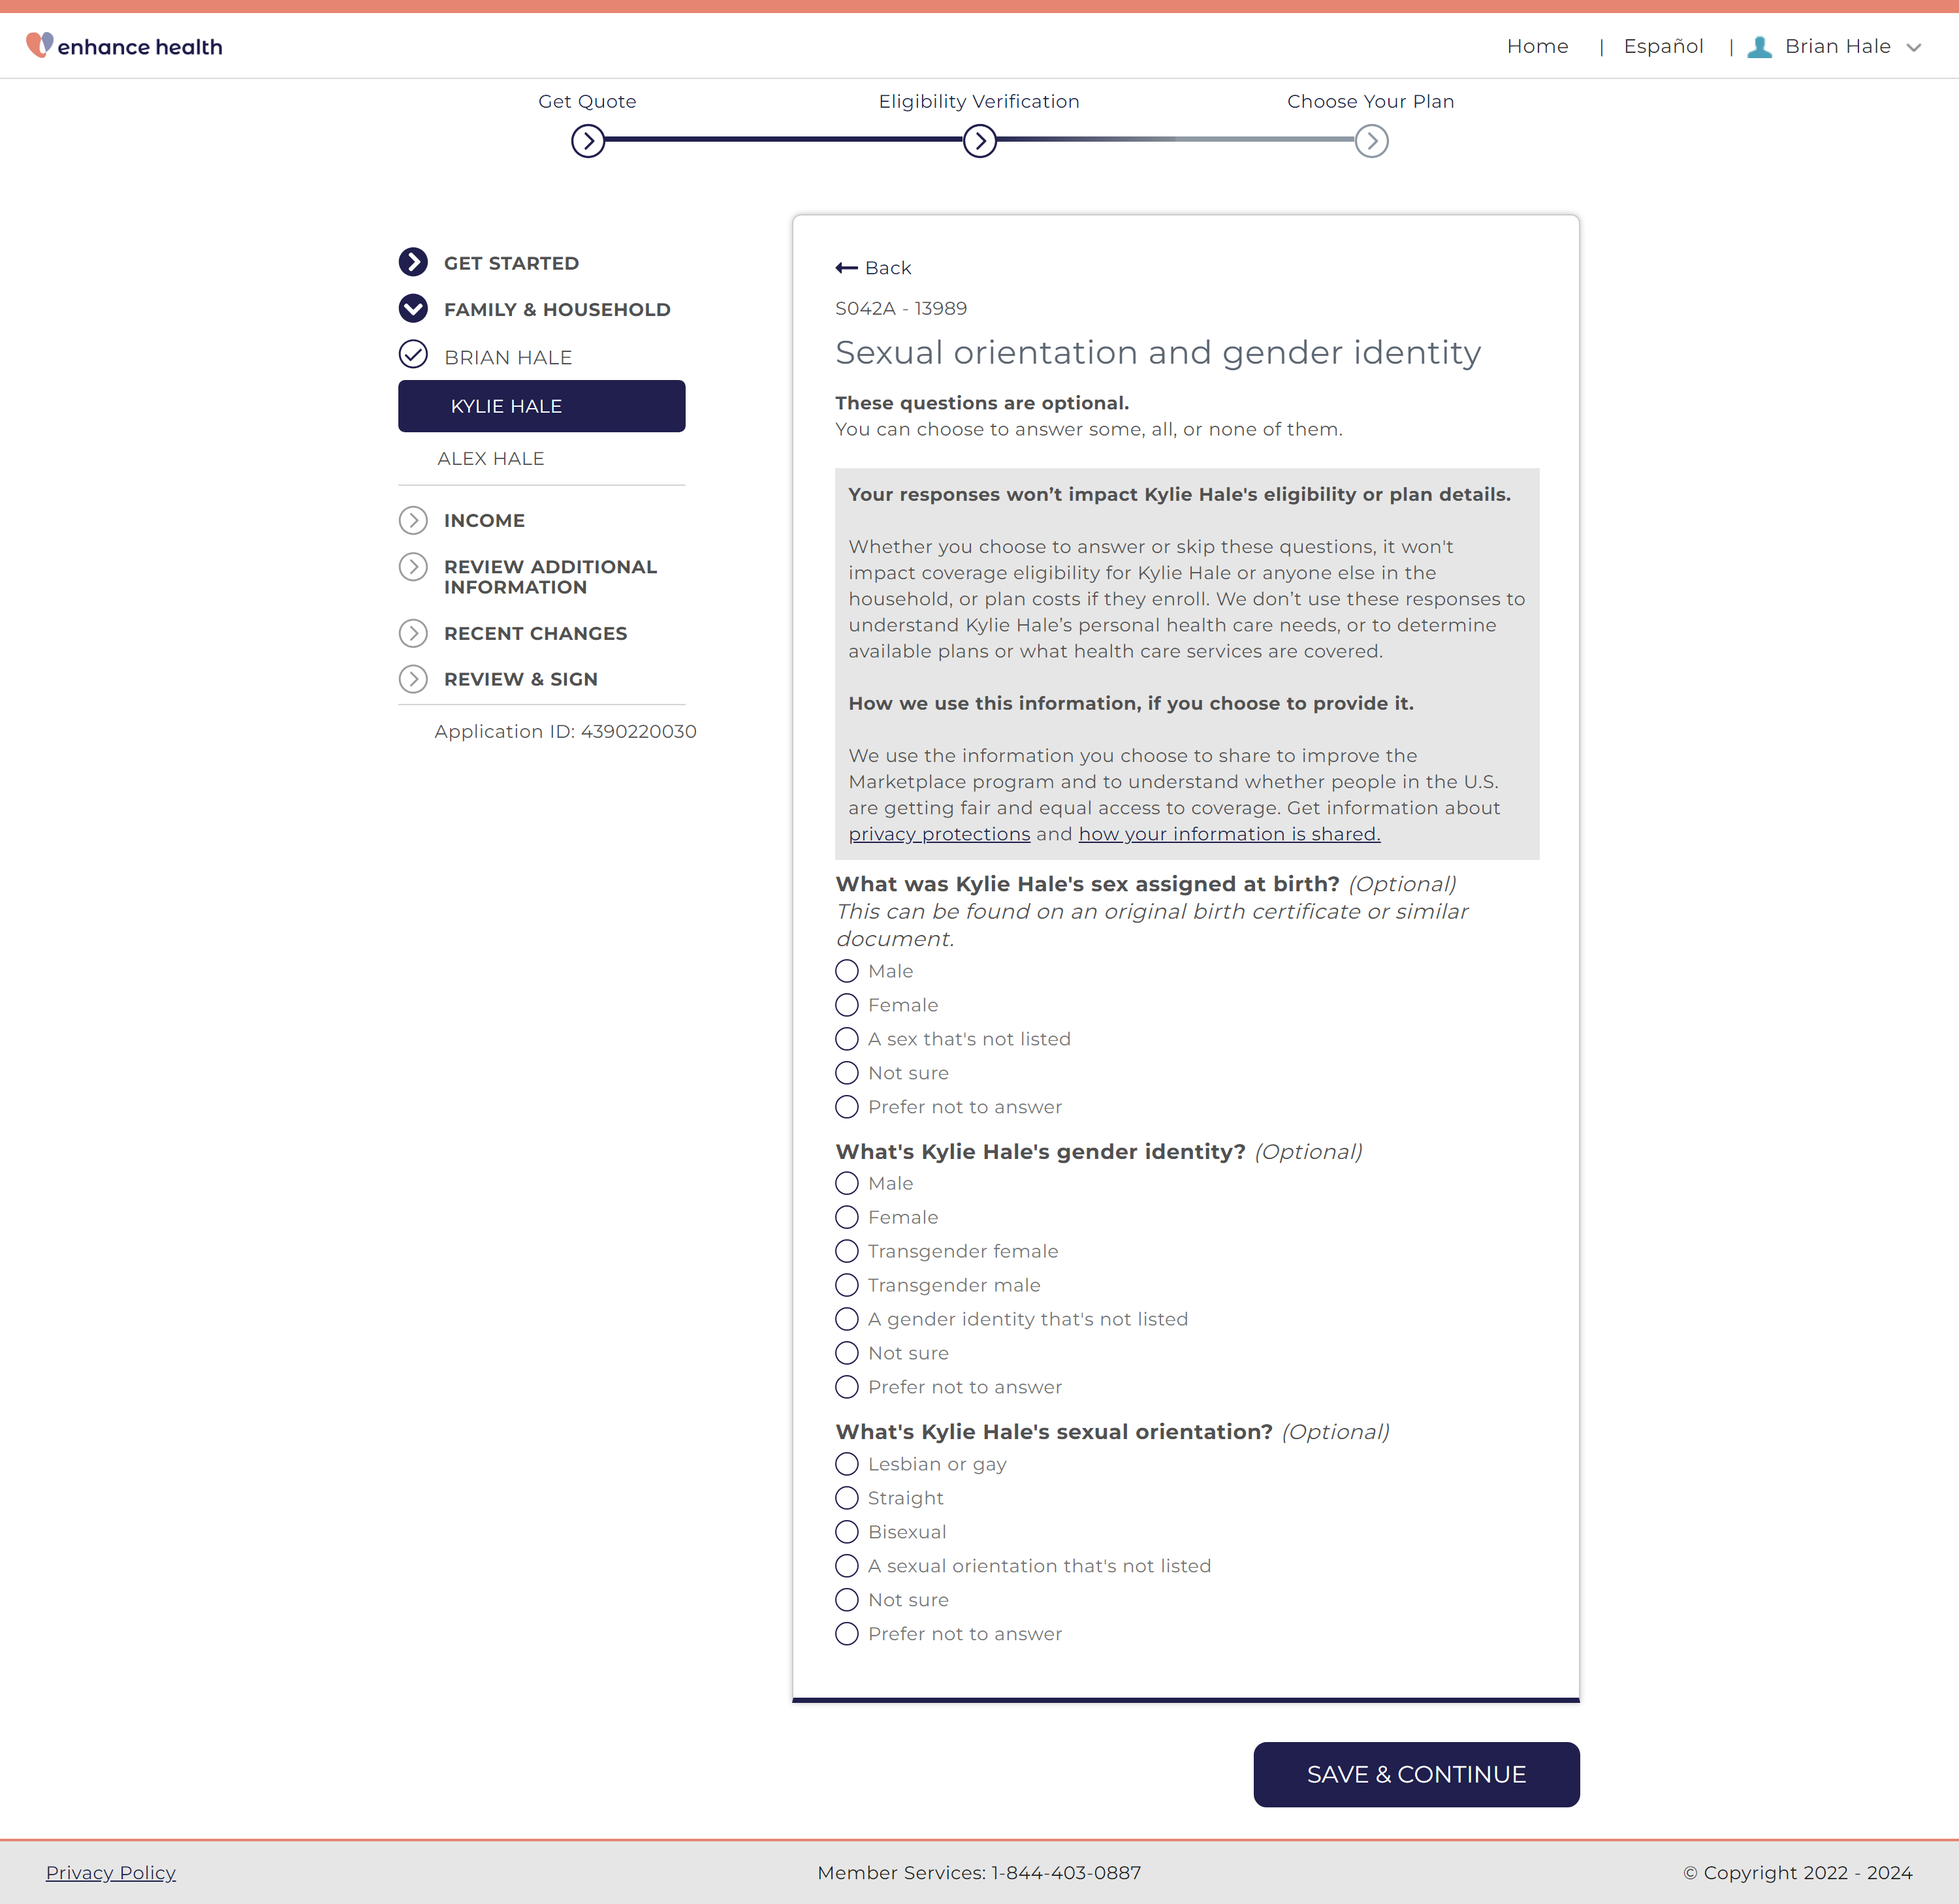 enhance health
Home | Español | Brian Hale
Get Quote
Eligibility Verification
Choose Your Plan
GET STARTED
FAMILY & HOUSEHOLD
BRIAN HALE
KYLIE HALE
ALEX HALE
INCOME
REVIEW ADDITIONAL
INFORMATION
RECENT CHANGES
REVIEW & SIGN
Application ID: 4390220030
Back
S042A - 13989
Sexual orientation and gender identity
These questions are optional.
You can choose to answer some, all, or none of them.
Your responses won’t impact Kylie Hale's eligibility or plan details.
Whether you choose to answer or skip these questions, it won't
impact coverage eligibility for Kylie Hale or anyone else in the
household, or plan costs if they enroll. We don’t use these responses to
understand Kylie Hale’s personal health care needs, or to determine
available plans or what health care services are covered.
How we use this information, if you choose to provide it.
We use the information you choose to share to improve the
Marketplace program and to understand whether people in the U.S.
are getting fair and equal access to coverage. Get information about
privacy protections and how your information is shared.
What was Kylie Hale's sex assigned at birth? (Optional)
This can be found on an original birth certificate or similar
document.
Male
Female
A sex that's not listed
Not sure
Prefer not to answer
What's Kylie Hale's gender identity? (Optional)
Male
Female
Transgender female
Transgender male
A gender identity that's not listed
Not sure
Prefer not to answer
What's Kylie Hale's sexual orientation? (Optional)
Lesbian or gay
Straight
Bisexual
A sexual orientation that's not listed
Not sure
Prefer not to answer
SAVE & CONTINUE
Privacy Policy
Member Services: 1-844-403-0887
© Copyright 2022 - 2024